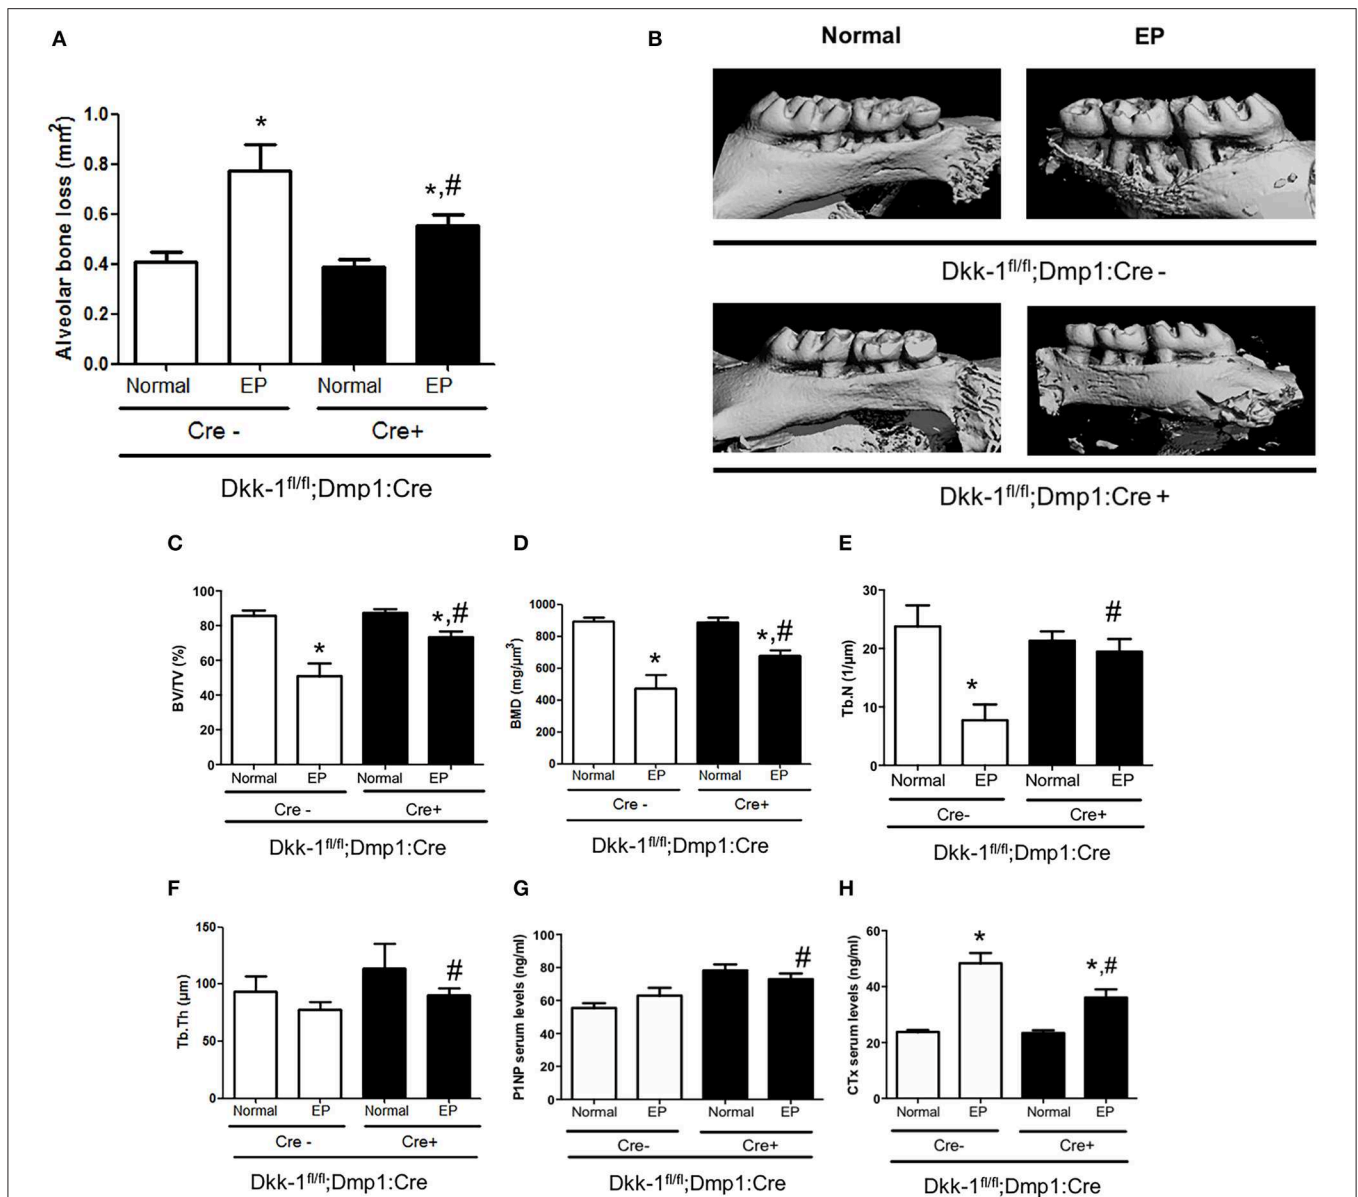 A
Alveolar bone loss (mm²)
1.0
0.8
0.6
0.4
0.2
0.0
*
*,#
Normal EP Normal EP
Cre - Cre+
Dkk-1fl/fl;Dmp1:Cre
B
Normal EP
Dkk-1fl/fl;Dmp1:Cre -
Dkk-1fl/fl;Dmp1:Cre +
C
BV/TV (%)
100
80
60
40
20
0
*
*,#
Normal EP Normal EP
Cre - Cre+
Dkk-1fl/fl;Dmp1:Cre
D
BMD (mg/µm³)
1000
800
600
400
200
0
*
*,#
Normal EP Normal EP
Cre - Cre+
Dkk-1fl/fl;Dmp1:Cre
E
Tb.N (1/µm)
30
20
10
0
*
#
Normal EP Normal EP
Cre- Cre+
Dkk-1fl/fl;Dmp1:Cre
F
Tb.Th (µm)
150
100
50
0
#
Normal EP Normal EP
Cre - Cre+
Dkk-1fl/fl;Dmp1:Cre
G
P1NP serum levels (ng/ml)
100
80
60
40
20
0
#
Normal EP Normal EP
Cre- Cre+
Dkk-1fl/fl;Dmp1:Cre
H
CTx serum levels (ng/ml)
60
40
20
0
*
*,#
Normal EP Normal EP
Cre- Cre+
Dkk-1fl/fl;Dmp1:Cre